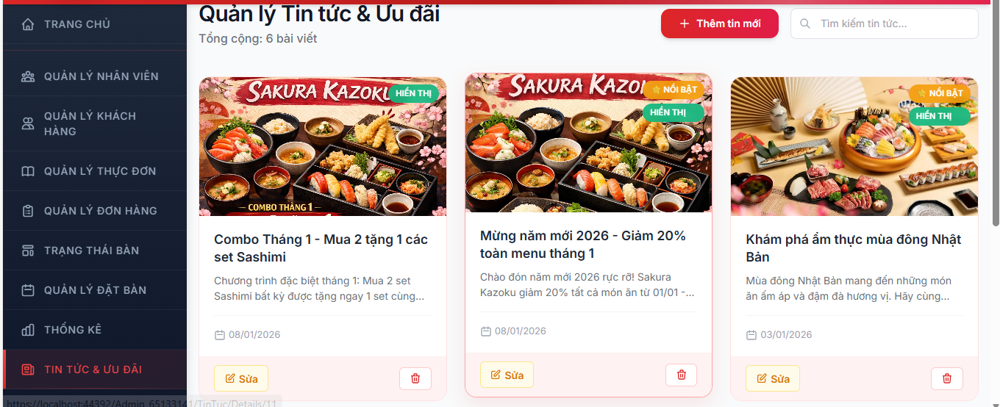 TRANG CHỦ
QUẢN LÝ NHÂN VIÊN
QUẢN LÝ KHÁCH
HÀNG
QUẢN LÝ THỰC ĐƠN
QUẢN LÝ ĐƠN HÀNG
TRẠNG THÁI BÀN
QUẢN LÝ ĐẶT BÀN
THỐNG KÊ
TIN TỨC & ƯU ĐÃI
https://localhost:44392/Admin_65133141/TinTuc/Details/11
Quản lý Tin tức & Ưu đãi
Tổng cộng: 6 bài viết
Thêm tin mới
Tìm kiếm tin tức...
SAKURA KAZOKU
HIỂN THỊ
COMBO THÁNG 1
Combo Tháng 1 - Mua 2 tặng 1 các
set Sashimi
Chương trình đặc biệt tháng 1: Mua 2 set
Sashimi bất kỳ được tặng ngay 1 set cùng...
08/01/2026
Sửa
SAKURA KAZOKU
NỔI BẬT
HIỂN THỊ
Mừng năm mới 2026 - Giảm 20%
toàn menu tháng 1
Chào đón năm mới 2026 rực rỡ! Sakura
Kazoku giảm 20% tất cả món ăn từ 01/01 -...
08/01/2026
Sửa
NỔI BẬT
HIỂN THỊ
Khám phá ẩm thực mùa đông Nhật
Bản
Mùa đông Nhật Bản mang đến những món
ăn ấm áp và đậm đà hương vị. Hãy cùng...
03/01/2026
Sửa